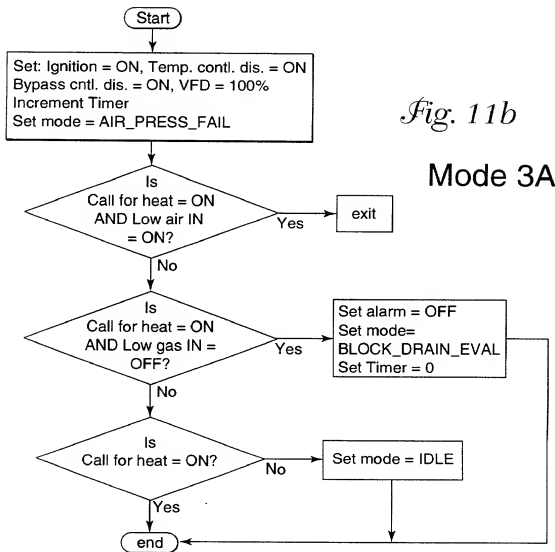 Start
Set: Ignition = ON, Temp. contl. dis. = ON
Bypass cntl. dis. = ON, VFD = 100%
Increment Timer
Set mode = AIR_PRESS_FAIL
Fig. 11b
Mode 3A
Is
Call for heat = ON
AND Low air IN
= ON?
Yes
exit
No
Is
Call for heat = ON
AND Low gas IN =
OFF?
Yes
Set alarm = OFF
Set mode=
BLOCK_DRAIN_EVAL
Set Timer = 0
No
Is
Call for heat = ON?
No
Set mode = IDLE
Yes
end